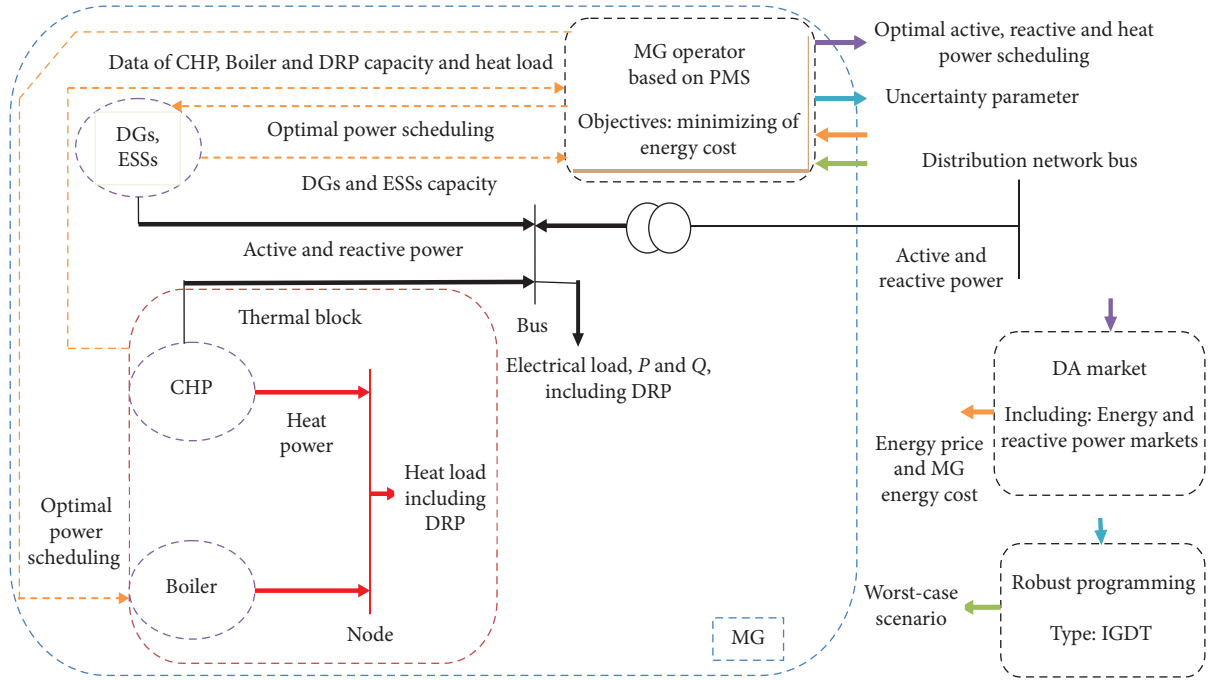 Data of CHP, Boiler and DRP capacity and heat load
MG operator
based on PMS
Objectives: minimizing of
energy cost
Optimal active, reactive and heat
power scheduling
Uncertainty parameter
Distribution network bus
DGs,
ESSs
Optimal power scheduling
DGs and ESSs capacity
Active and reactive power
Active and
reactive power
Thermal block
Bus
Electrical load, P and Q,
including DRP
CHP
Heat
power
Heat load
including
DRP
Optimal
power
scheduling
Boiler
Node
MG
DA market
Including: Energy and
reactive power markets
Energy price
and MG
energy cost
Robust programming
Type: IGDT
Worst-case
scenario